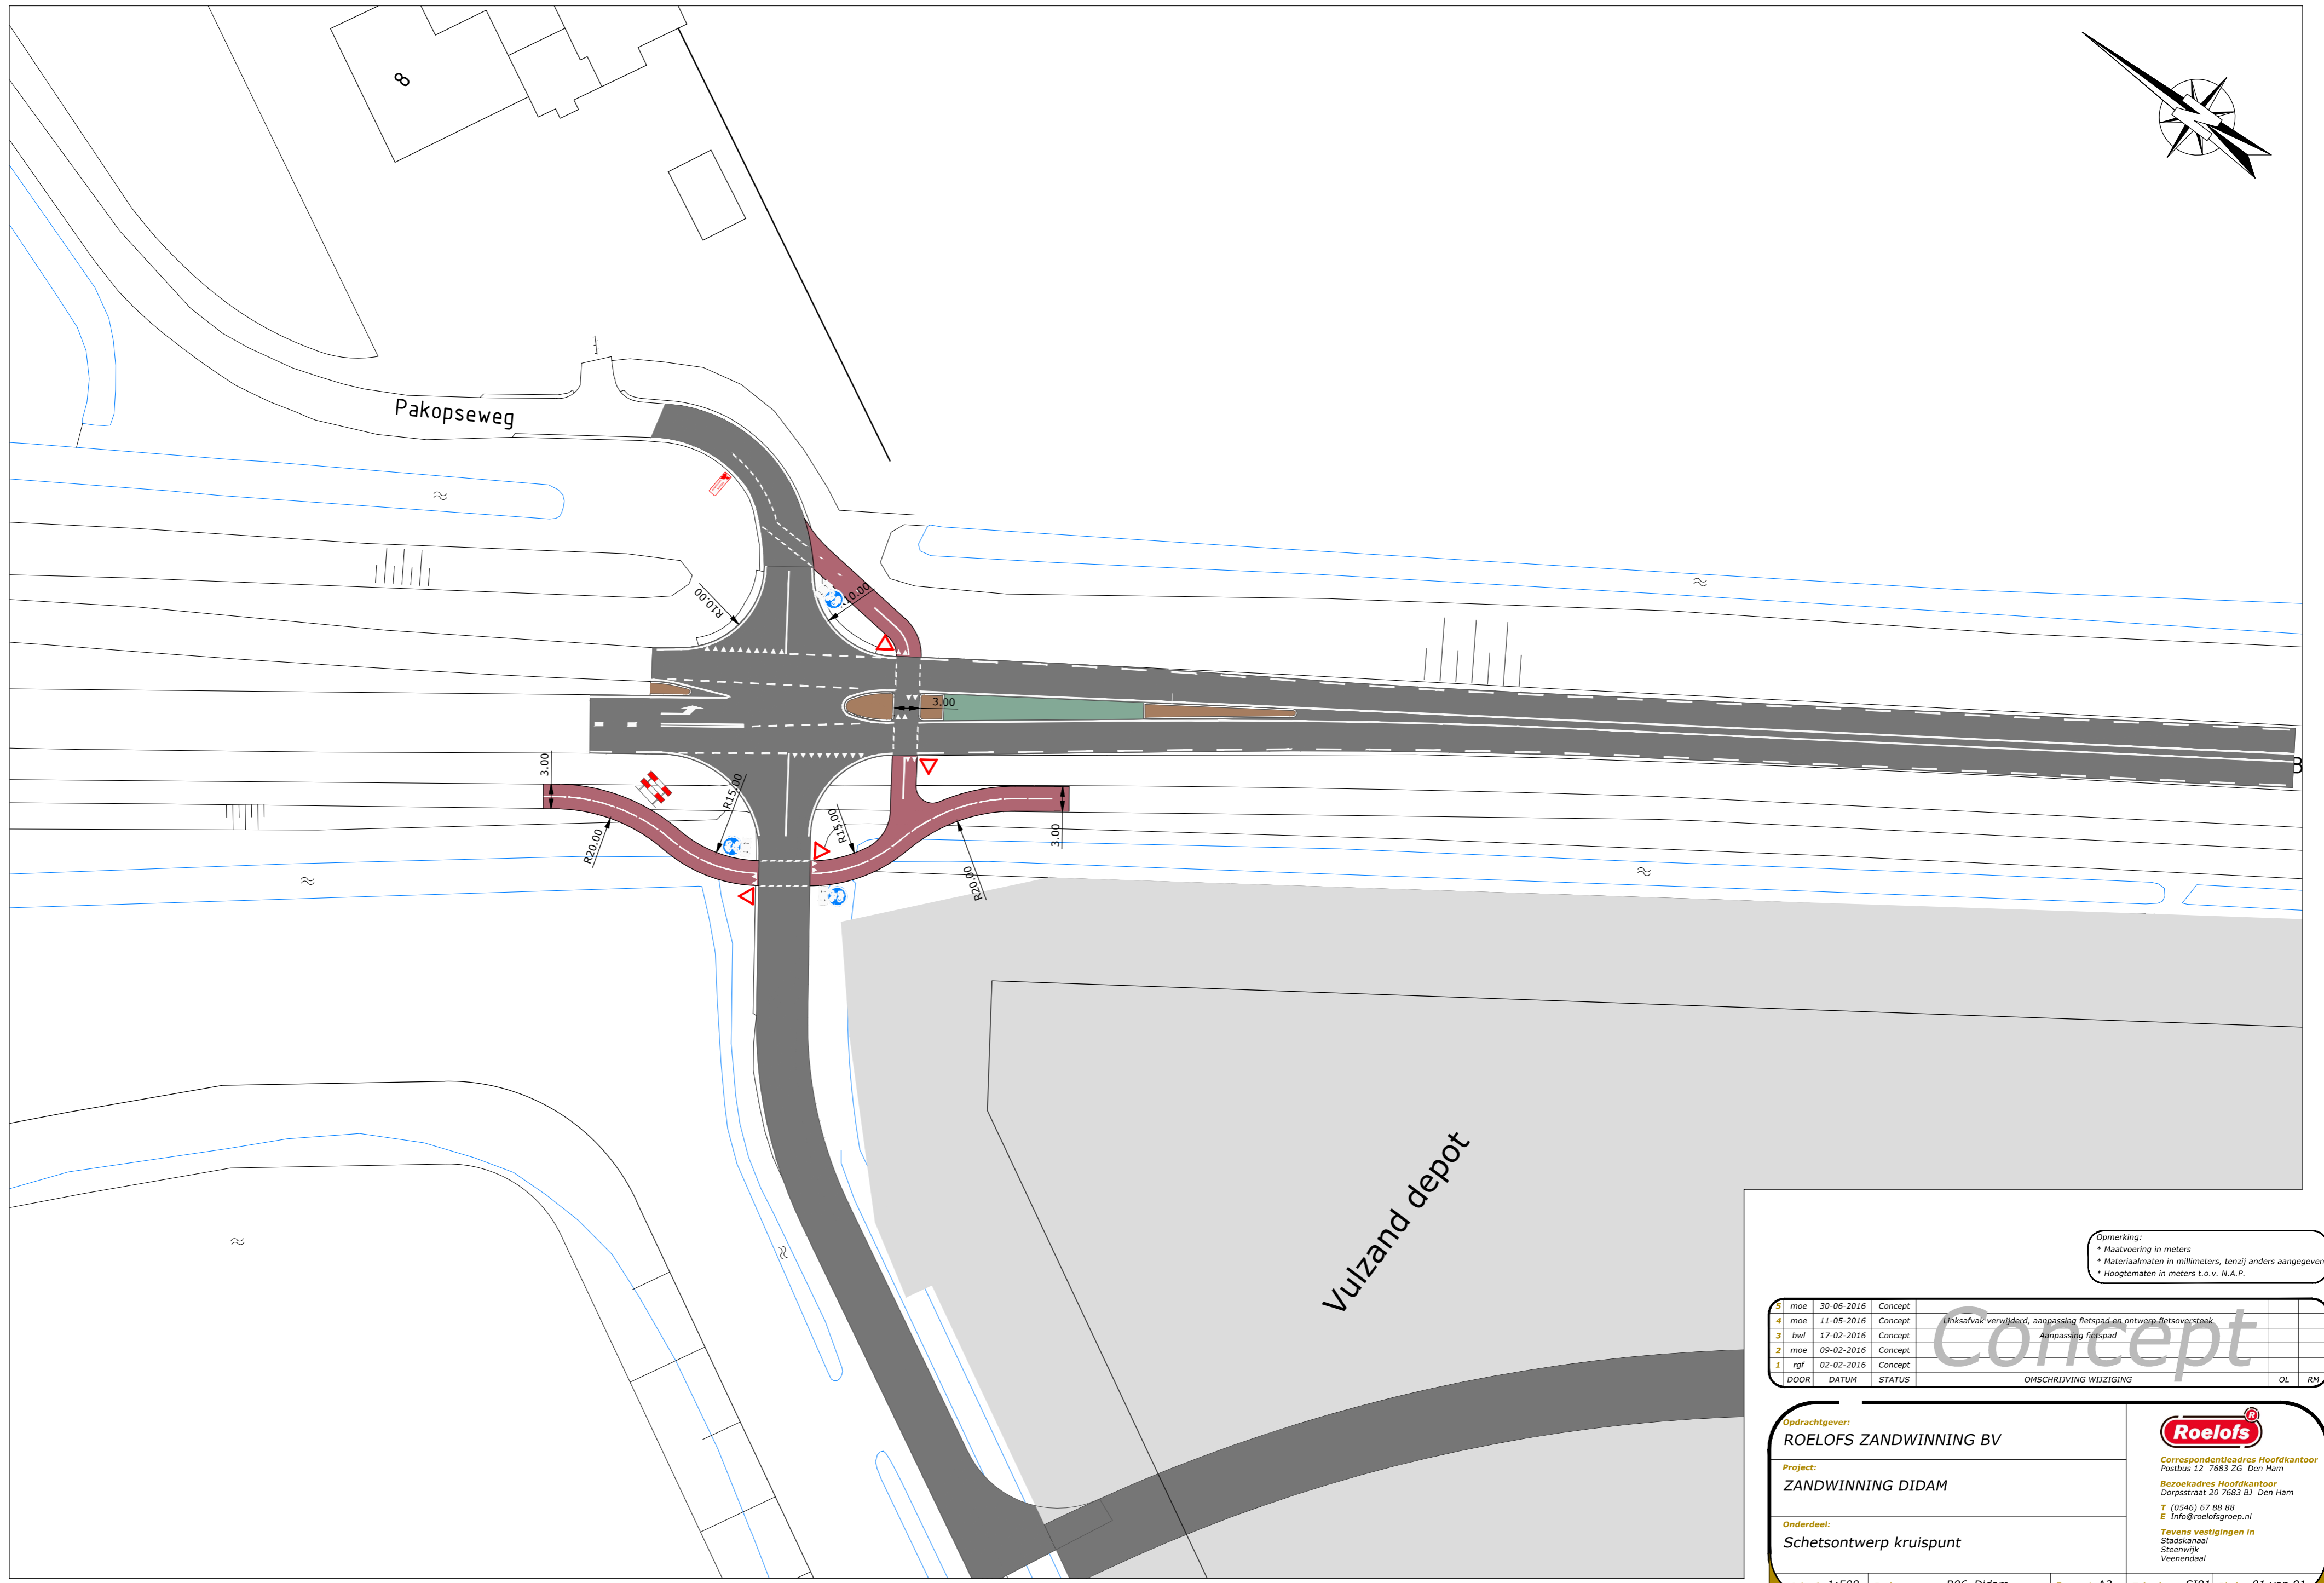 8
Pakopseweg
R10.00
R10.00
3.00
B
3.00
R15.00
R20.00
R15.00
R20.00
3.00
Vulzand depot
Opmerking:
* Maatvoering in meters
* Materiaalmaten in millimeters, tenzij anders aangegeven
* Hoogtematen in meters t.o.v. N.A.P.
Concept
5 moe 30-06-2016 Concept
4 moe 11-05-2016 Concept Linksafvak verwijderd, aanpassing fietspad en ontwerp fietsoversteek
3 bwl 17-02-2016 Concept Aanpassing fietspad
2 moe 09-02-2016 Concept
1 rgf 02-02-2016 Concept
DOOR DATUM STATUS OMSCHRIJVING WIJZIGING OL RM
Opdrachtgever:
ROELOFS ZANDWINNING BV
Project:
ZANDWINNING DIDAM
Onderdeel:
Schetsontwerp kruispunt
R
Roelofs
Correspondentieadres Hoofdkantoor
Postbus 12 7683 ZG Den Ham
Bezoekadres Hoofdkantoor
Dorpsstraat 20 7683 BJ Den Ham
T (0546) 67 88 88
E Info@roelofsgroep.nl
Tevens vestigingen in
Stadskanaal
Steenwijk
Veenendaal